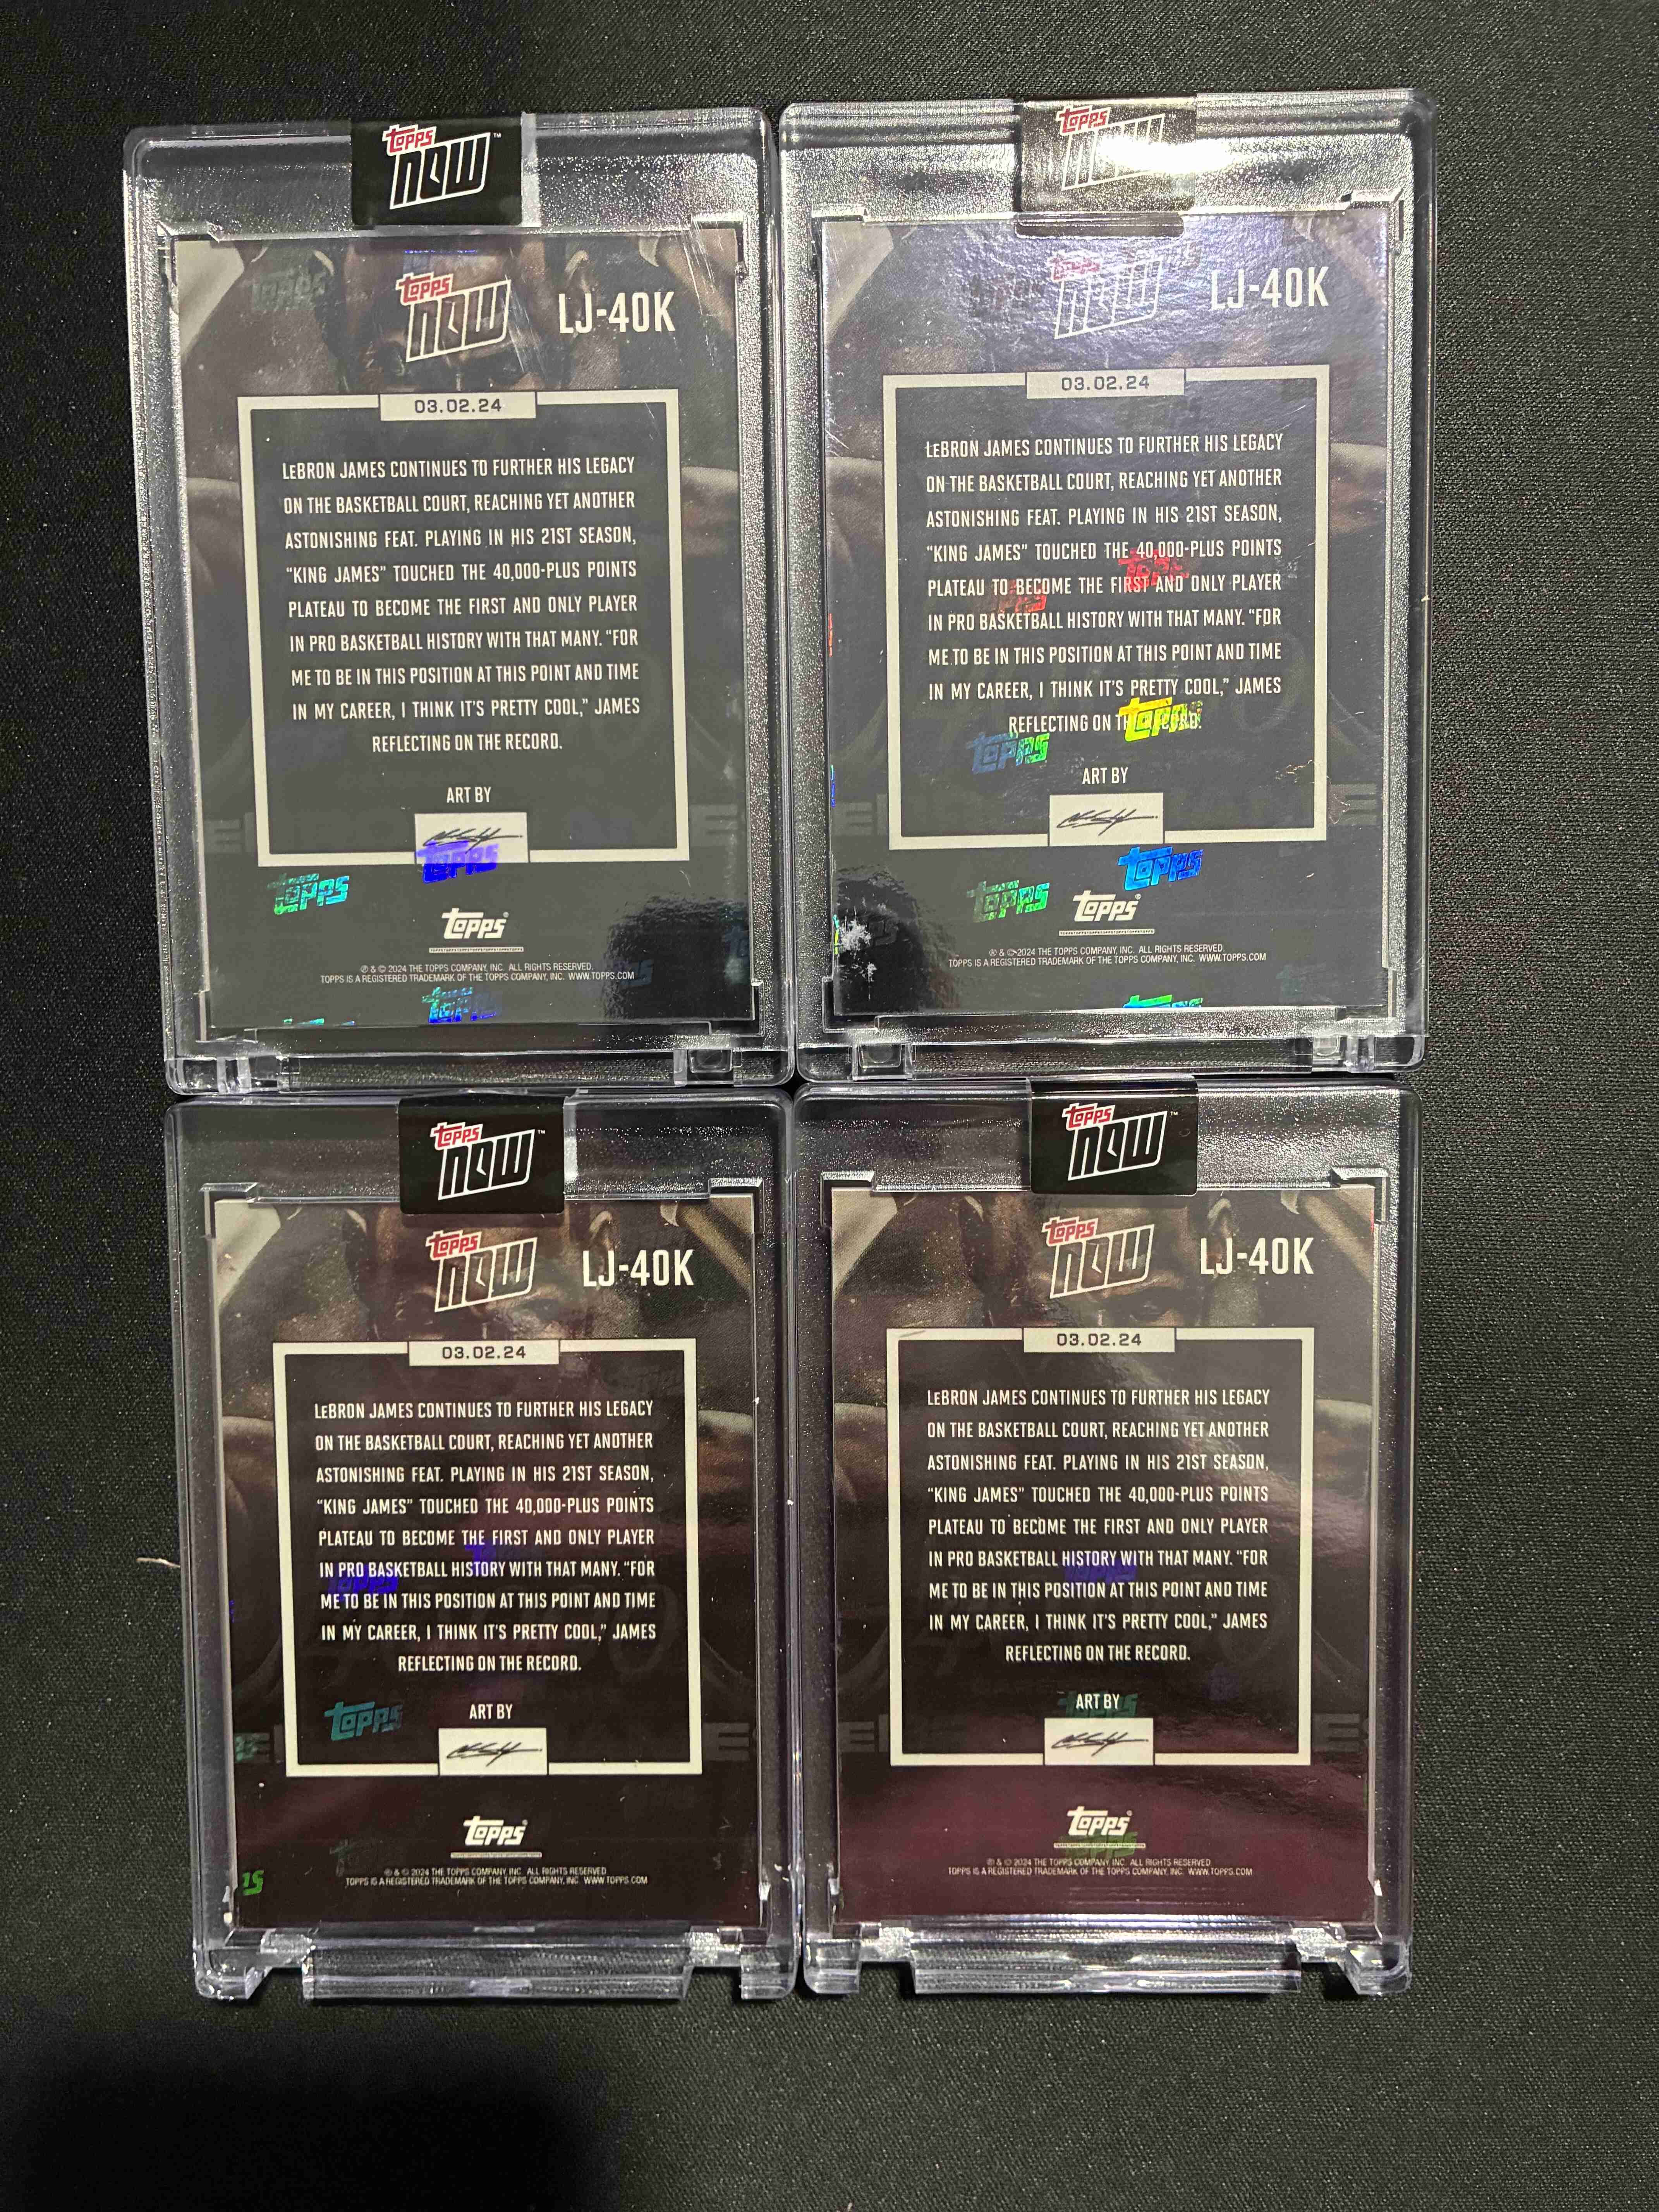 TOPPS NOW™
TOPPS NOW LJ-40K
03.02.24
LeBRON JAMES CONTINUES TO FURTHER HIS LEGACY
ON THE BASKETBALL COURT, REACHING YET ANOTHER
ASTONISHING FEAT. PLAYING IN HIS 21ST SEASON,
"KING JAMES" TOUCHED THE 40,000-PLUS POINTS
PLATEAU TO BECOME THE FIRST AND ONLY PLAYER
IN PRO BASKETBALL HISTORY WITH THAT MANY. "FOR
ME TO BE IN THIS POSITION AT THIS POINT AND TIME
IN MY CAREER, I THINK IT'S PRETTY COOL," JAMES
REFLECTING ON THE RECORD.
ART BY
TOPPS
TOPPS
TOPPS®
® & © 2024 THE TOPPS COMPANY, INC. ALL RIGHTS RESERVED.
TOPPS IS A REGISTERED TRADEMARK OF THE TOPPS COMPANY, INC. WWW.TOPPS.COM
TOPPS NOW
TOPPS NOW LJ-40K
03.02.24
LeBRON JAMES CONTINUES TO FURTHER HIS LEGACY
ON THE BASKETBALL COURT, REACHING YET ANOTHER
ASTONISHING FEAT. PLAYING IN HIS 21ST SEASON,
"KING JAMES" TOUCHED THE 40,000-PLUS POINTS
PLATEAU TO BECOME THE FIRST AND ONLY PLAYER
IN PRO BASKETBALL HISTORY WITH THAT MANY. "FOR
ME TO BE IN THIS POSITION AT THIS POINT AND TIME
IN MY CAREER, I THINK IT'S PRETTY COOL," JAMES
REFLECTING ON THE RECORD.
TOPPS
TOPPS
ART BY
TOPPS
TOPPS
TOPPS®
® & © 2024 THE TOPPS COMPANY, INC. ALL RIGHTS RESERVED.
TOPPS IS A REGISTERED TRADEMARK OF THE TOPPS COMPANY, INC. WWW.TOPPS.COM
TOPPS NOW™
TOPPS NOW LJ-40K
03.02.24
LeBRON JAMES CONTINUES TO FURTHER HIS LEGACY
ON THE BASKETBALL COURT, REACHING YET ANOTHER
ASTONISHING FEAT. PLAYING IN HIS 21ST SEASON,
"KING JAMES" TOUCHED THE 40,000-PLUS POINTS
PLATEAU TO BECOME THE FIRST AND ONLY PLAYER
IN PRO BASKETBALL HISTORY WITH THAT MANY. "FOR
ME TO BE IN THIS POSITION AT THIS POINT AND TIME
IN MY CAREER, I THINK IT'S PRETTY COOL," JAMES
REFLECTING ON THE RECORD.
TOPPS
ART BY
TOPPS®
® & © 2024 THE TOPPS COMPANY, INC. ALL RIGHTS RESERVED
TOPPS IS A REGISTERED TRADEMARK OF THE TOPPS COMPANY, INC. WWW.TOPPS.COM
TOPPS NOW™
TOPPS NOW LJ-40K
03.02.24
LeBRON JAMES CONTINUES TO FURTHER HIS LEGACY
ON THE BASKETBALL COURT, REACHING YET ANOTHER
ASTONISHING FEAT. PLAYING IN HIS 21ST SEASON,
"KING JAMES" TOUCHED THE 40,000-PLUS POINTS
PLATEAU TO BECOME THE FIRST AND ONLY PLAYER
IN PRO BASKETBALL HISTORY WITH THAT MANY. "FOR
ME TO BE IN THIS POSITION AT THIS POINT AND TIME
IN MY CAREER, I THINK IT'S PRETTY COOL," JAMES
REFLECTING ON THE RECORD.
ART BY
TOPPS®
® & © 2024 THE TOPPS COMPANY, INC. ALL RIGHTS RESERVED
TOPPS IS A REGISTERED TRADEMARK OF THE TOPPS COMPANY, INC. WWW.TOPPS.COM